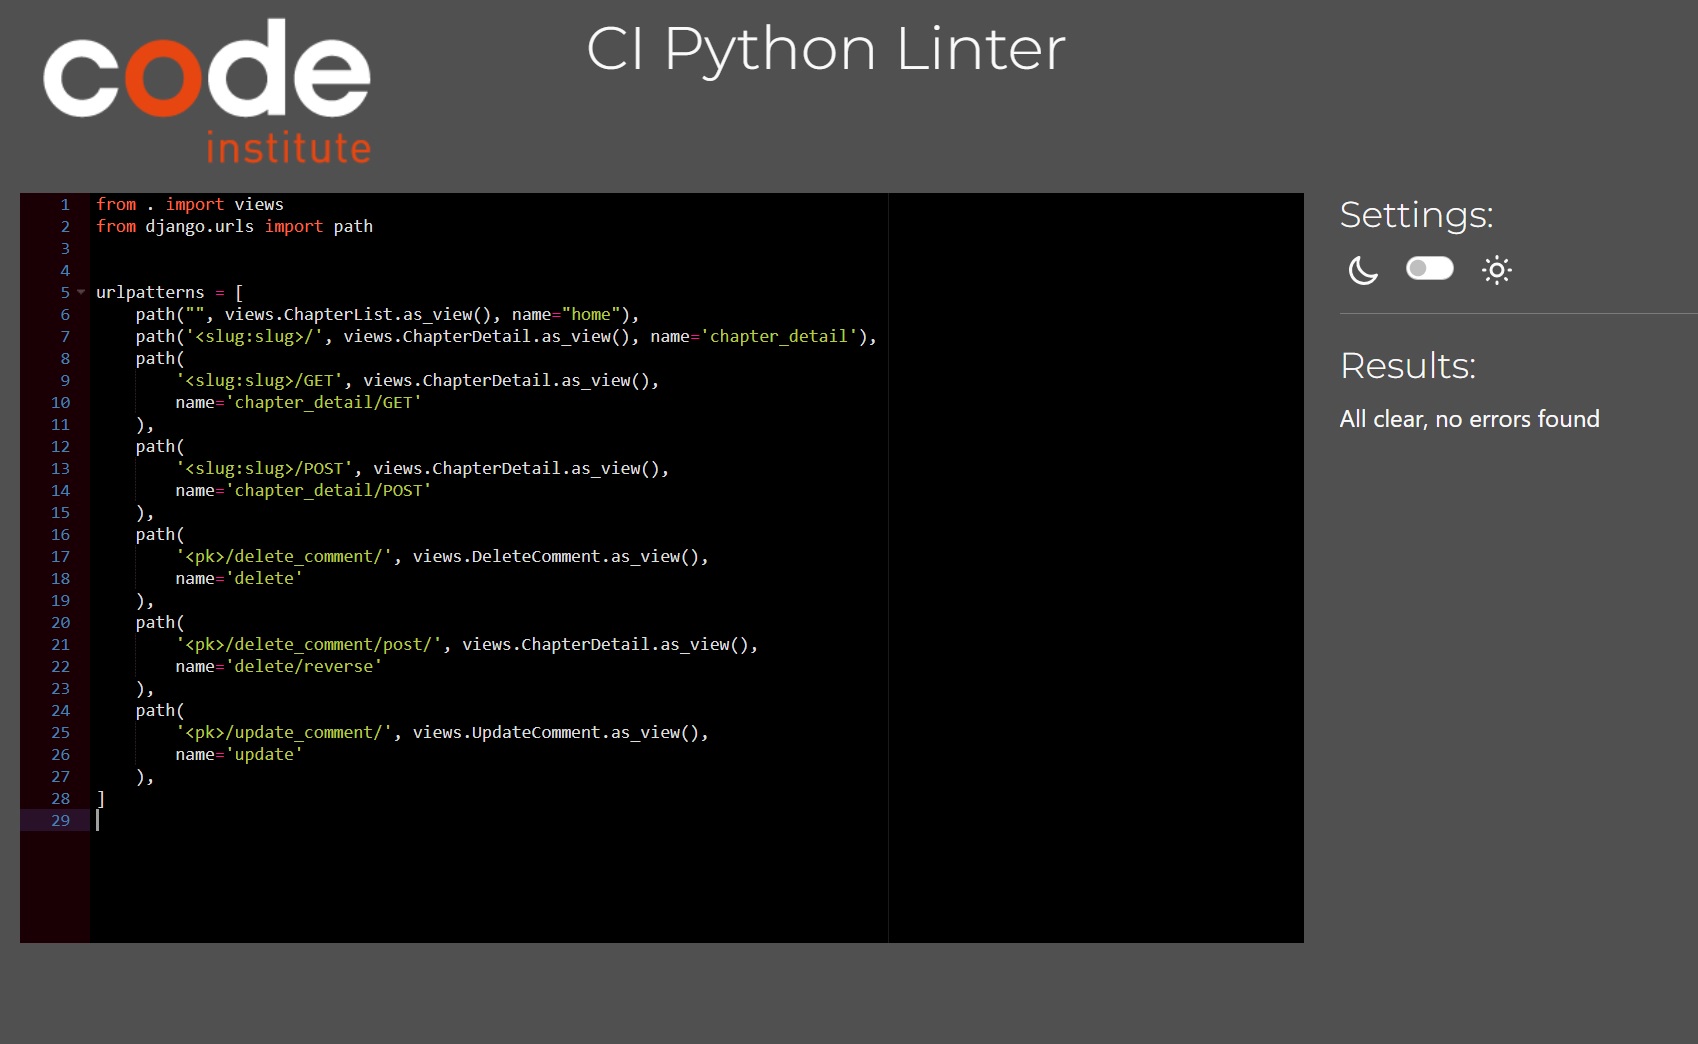 code
institute
CI Python Linter
1 from . import views
2 from django.urls import path
3
4
5 urlpatterns = [
6     path("", views.ChapterList.as_view(), name="home"),
7     path('<slug:slug>/', views.ChapterDetail.as_view(), name='chapter_detail'),
8     path(
9         '<slug:slug>/GET', views.ChapterDetail.as_view(),
10         name='chapter_detail/GET'
11     ),
12     path(
13         '<slug:slug>/POST', views.ChapterDetail.as_view(),
14         name='chapter_detail/POST'
15     ),
16     path(
17         '<pk>/delete_comment/', views.DeleteComment.as_view(),
18         name='delete'
19     ),
20     path(
21         '<pk>/delete_comment/post/', views.ChapterDetail.as_view(),
22         name='delete/reverse'
23     ),
24     path(
25         '<pk>/update_comment/', views.UpdateComment.as_view(),
26         name='update'
27     ),
28 ]
29
Settings:
Results:
All clear, no errors found